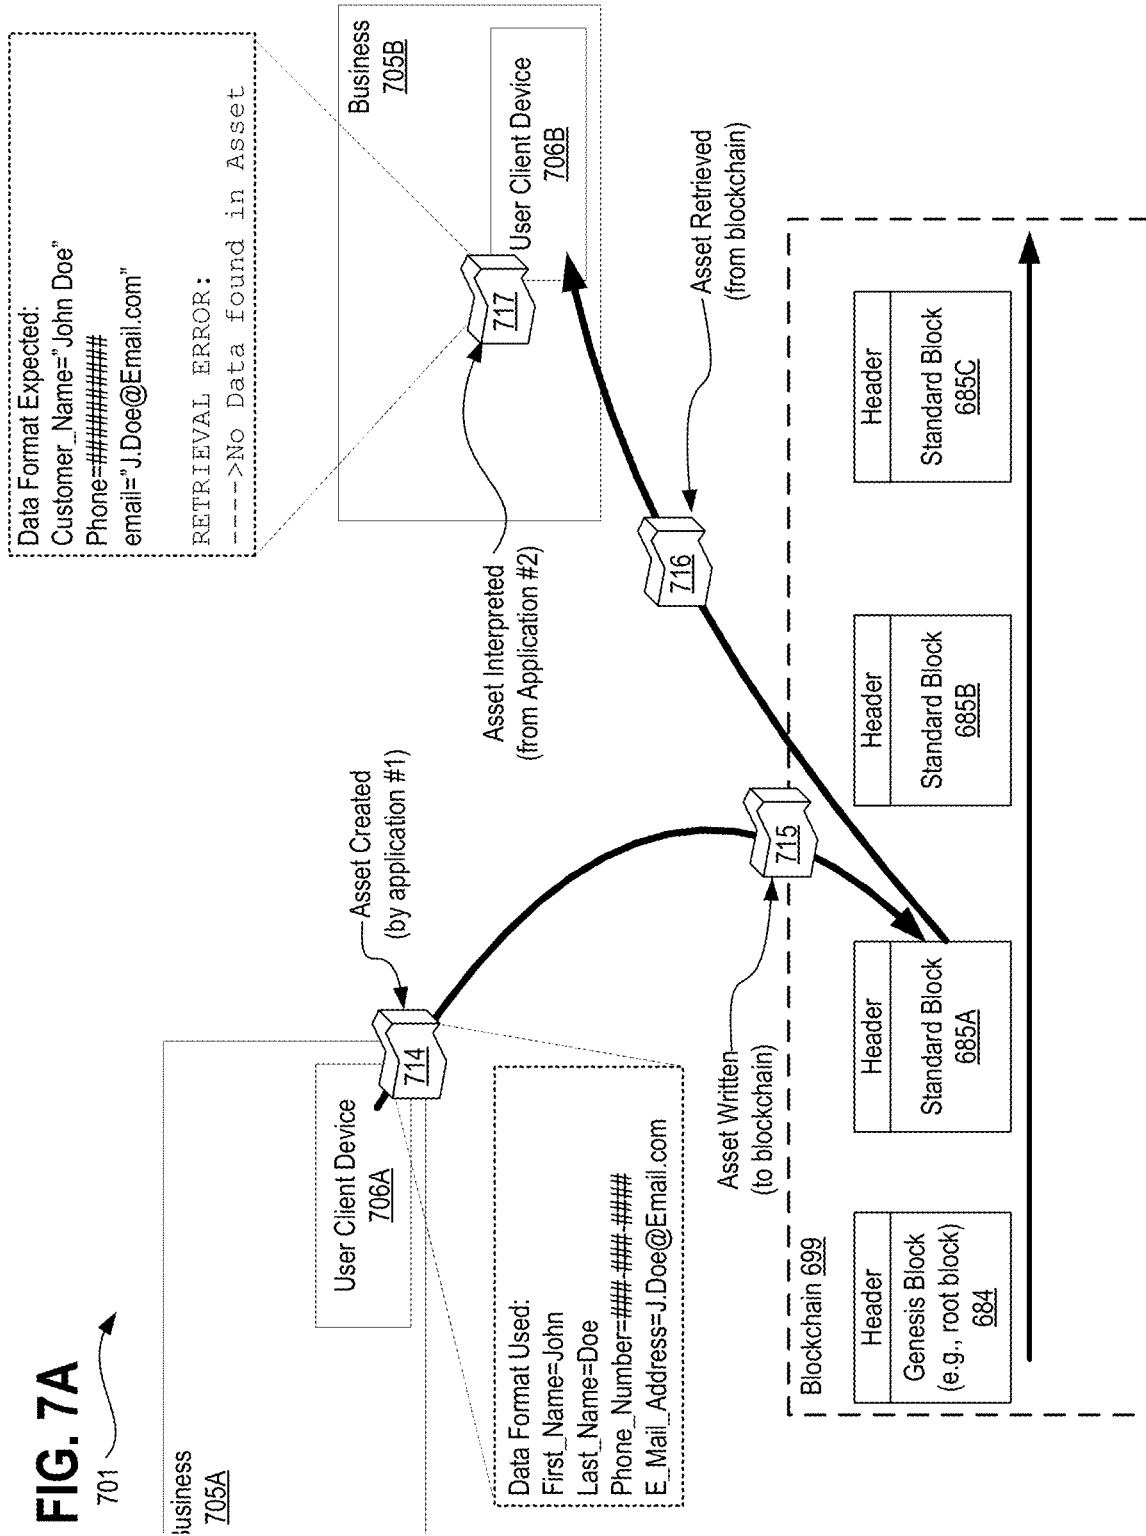 FIG. 7A
701
Business
705A
User Client Device
706A
714
Asset Created
(by application #1)
Data Format Used:
First_Name=John
Last_Name=Doe
Phone_Number=###-###-####
E_Mail_Address=J.Doe@Email.com
Data Format Expected:
Customer_Name="John Doe"
Phone=##########
email="J.Doe@Email.com"
RETRIEVAL ERROR:
---->No Data found in Asset
Business
705B
User Client Device
706B
717
Asset Interpreted
(from Application #2)
716
Asset Retrieved
(from blockchain)
715
Asset Written
(to blockchain)
Blockchain 699
Header
Genesis Block
(e.g., root block)
684
Header
Standard Block
685A
Header
Standard Block
685B
Header
Standard Block
685C